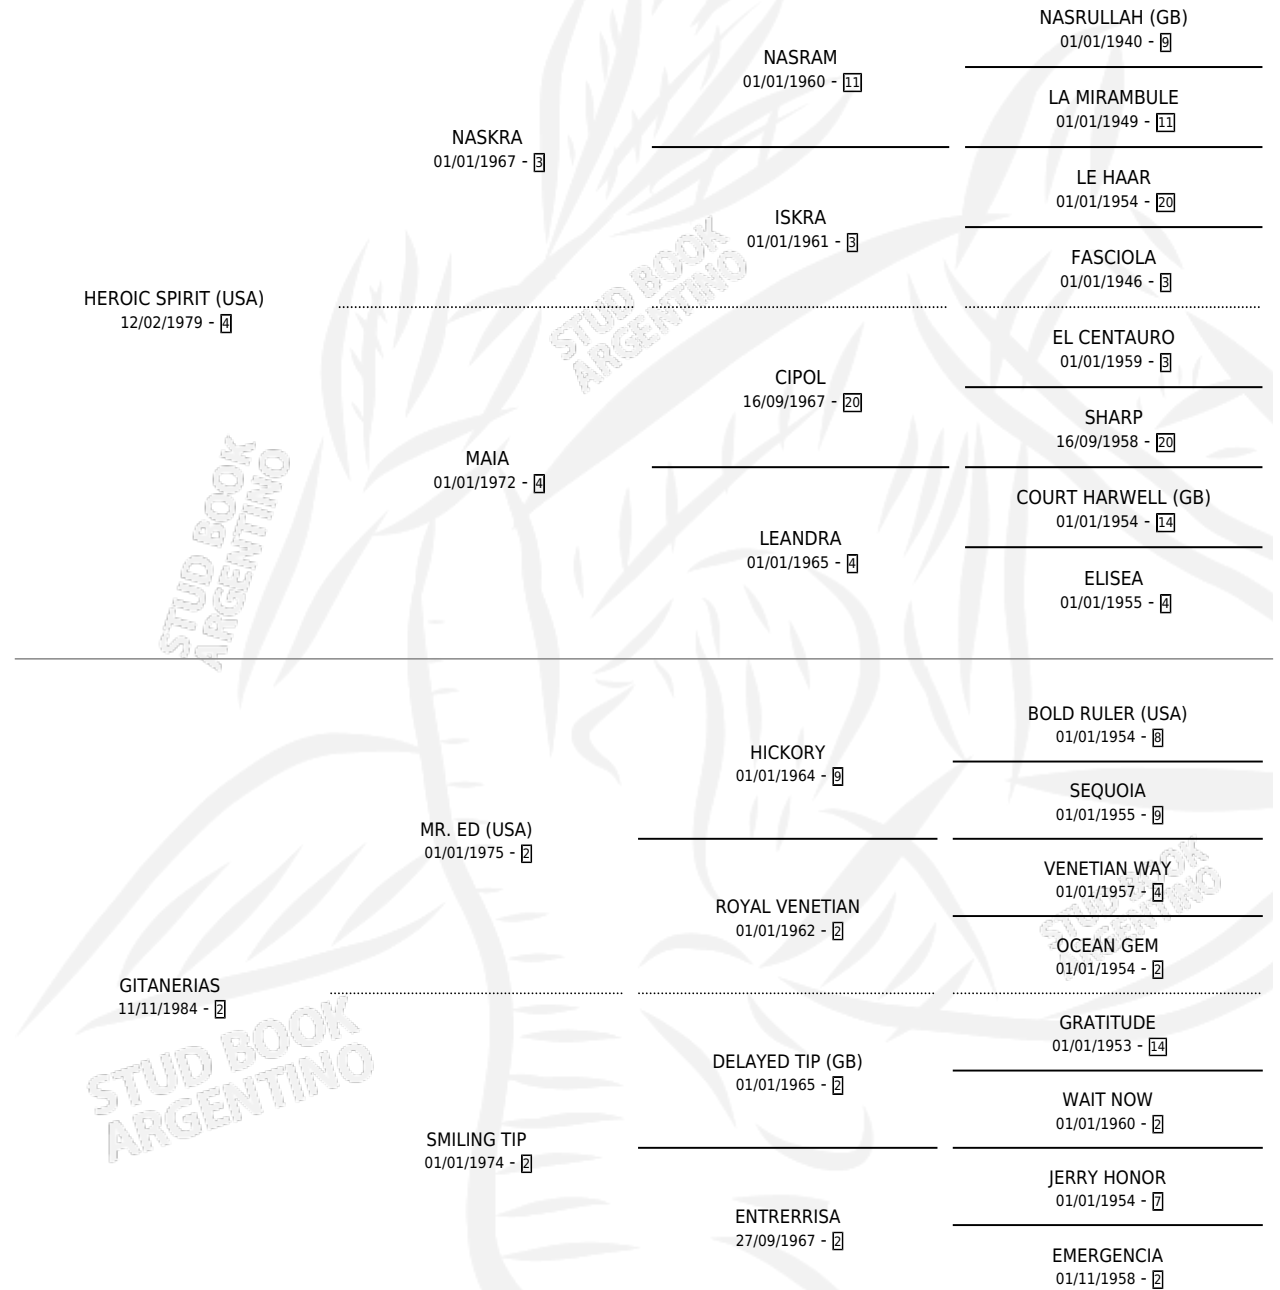 NASRULLAH (GB)
01/01/1940 - 9
NASRAM
01/01/1960 - 11
LA MIRAMBULE
01/01/1949 - 11
NASKRA
01/01/1967 - 3
LE HAAR
01/01/1954 - 20
ISKRA
01/01/1961 - 3
FASCIOLA
01/01/1946 - 3
HEROIC SPIRIT (USA)
12/02/1979 - 4
EL CENTAURO
01/01/1959 - 3
CIPOL
16/09/1967 - 20
SHARP
16/09/1958 - 20
MAIA
01/01/1972 - 4
COURT HARWELL (GB)
01/01/1954 - 14
LEANDRA
01/01/1965 - 4
ELISEA
01/01/1955 - 4
STUD BOOK
ARGENTINO
STUD BOOK
ARGENTINO
BOLD RULER (USA)
01/01/1954 - 8
HICKORY
01/01/1964 - 9
SEQUOIA
01/01/1955 - 9
MR. ED (USA)
01/01/1975 - 2
VENETIAN WAY
01/01/1957 - 4
ROYAL VENETIAN
01/01/1962 - 2
OCEAN GEM
01/01/1954 - 2
GITANERIAS
11/11/1984 - 2
GRATITUDE
01/01/1953 - 14
DELAYED TIP (GB)
01/01/1965 - 2
WAIT NOW
01/01/1960 - 2
SMILING TIP
01/01/1974 - 2
JERRY HONOR
01/01/1954 - 7
ENTRERRISA
27/09/1967 - 2
EMERGENCIA
01/11/1958 - 2
STUD BOOK
ARGENTINO
STUD BOOK
ARGENTINO